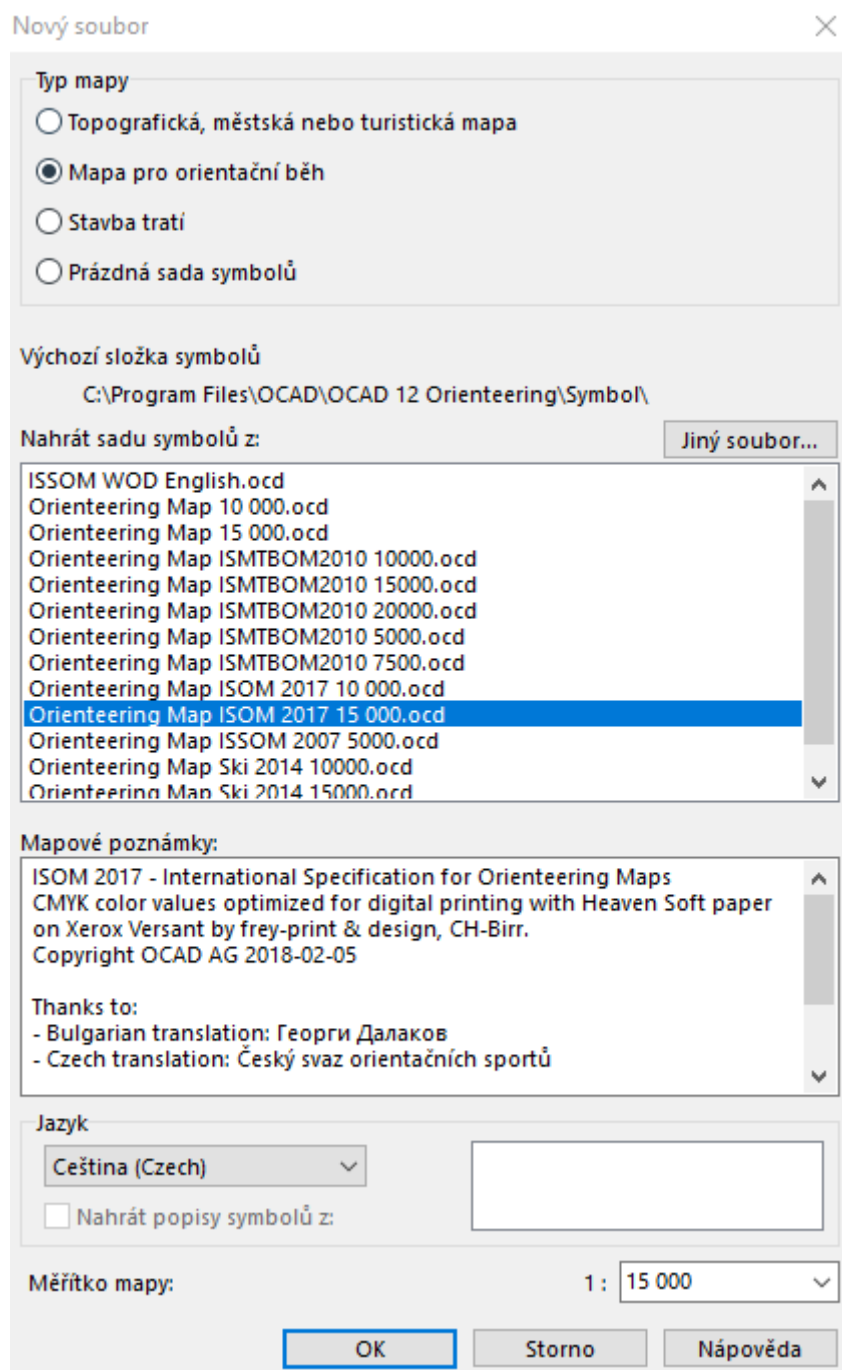 Nový soubor
Typ mapy
Topografická, městská nebo turistická mapa
Mapa pro orientační běh
Stavba tratí
Prázdná sada symbolů
Výchozí složka symbolů
C:\Program Files\OCAD\OCAD 12 Orienteering\Symbol\
Nahrát sadu symbolů z:
Jiný soubor...
ISSOM WOD English.ocd
Orienteering Map 10 000.ocd
Orienteering Map 15 000.ocd
Orienteering Map ISMTBOM2010 10000.ocd
Orienteering Map ISMTBOM2010 15000.ocd
Orienteering Map ISMTBOM2010 20000.ocd
Orienteering Map ISMTBOM2010 5000.ocd
Orienteering Map ISMTBOM2010 7500.ocd
Orienteering Map ISOM 2017 10 000.ocd
Orienteering Map ISOM 2017 15 000.ocd
Orienteering Map ISSOM 2007 5000.ocd
Orienteering Map Ski 2014 10000.ocd
Orienteering Map Ski 2014 15000.ocd
Mapové poznámky:
ISOM 2017 - International Specification for Orienteering Maps
CMYK color values optimized for digital printing with Heaven Soft paper
on Xerox Versant by frey-print & design, CH-Birr.
Copyright OCAD AG 2018-02-05
Thanks to:
- Bulgarian translation: Георги Далаков
- Czech translation: Český svaz orientačních sportů
Jazyk
Ceština (Czech)
Nahrát popisy symbolů z:
Měřítko mapy:
1 : 15 000
OK
Storno
Nápověda